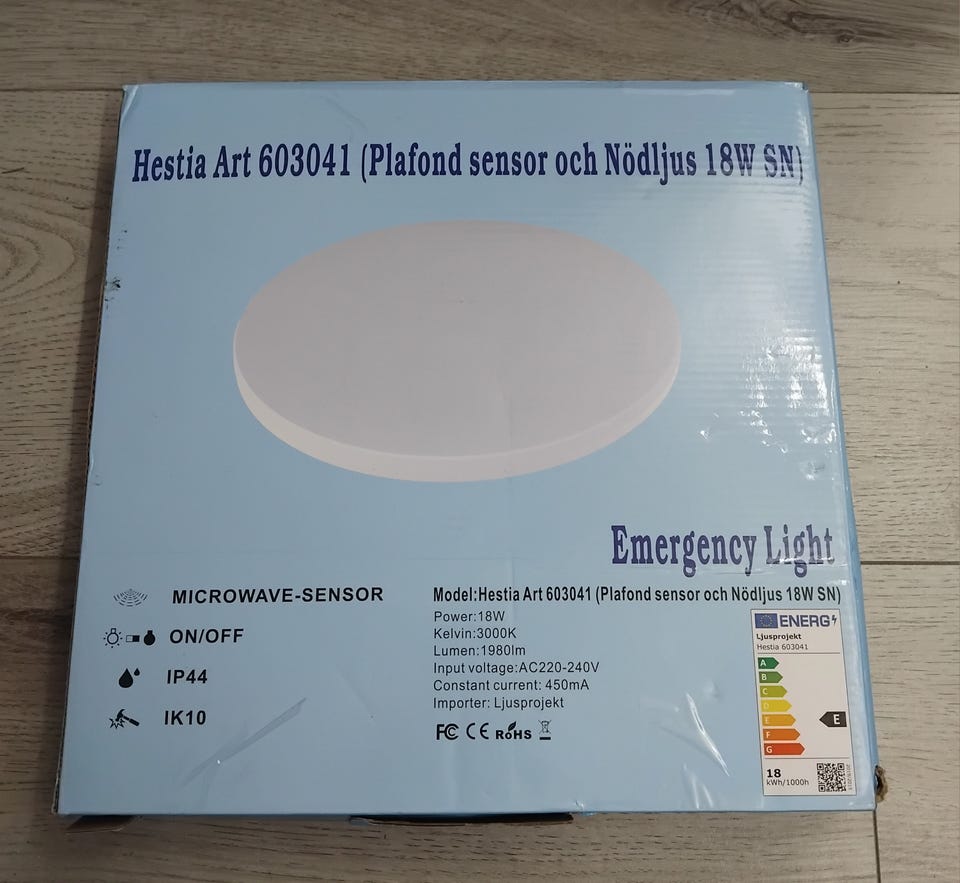 Hestia Art 603041 (Plafond sensor och Nödljus 18W SN)
Emergency Light
MICROWAVE-SENSOR
ON/OFF
IP44
IK10
Model:Hestia Art 603041 (Plafond sensor och Nödljus 18W SN)
Power:18W
Kelvin:3000K
Lumen:1980lm
Input voltage:AC220-240V
Constant current: 450mA
Importer: Ljusprojekt
FC CE RoHS
ENERG
Ljusprojekt
Hestia 603041
A
B
C
D
E
F
G
E
18
kWh/1000h